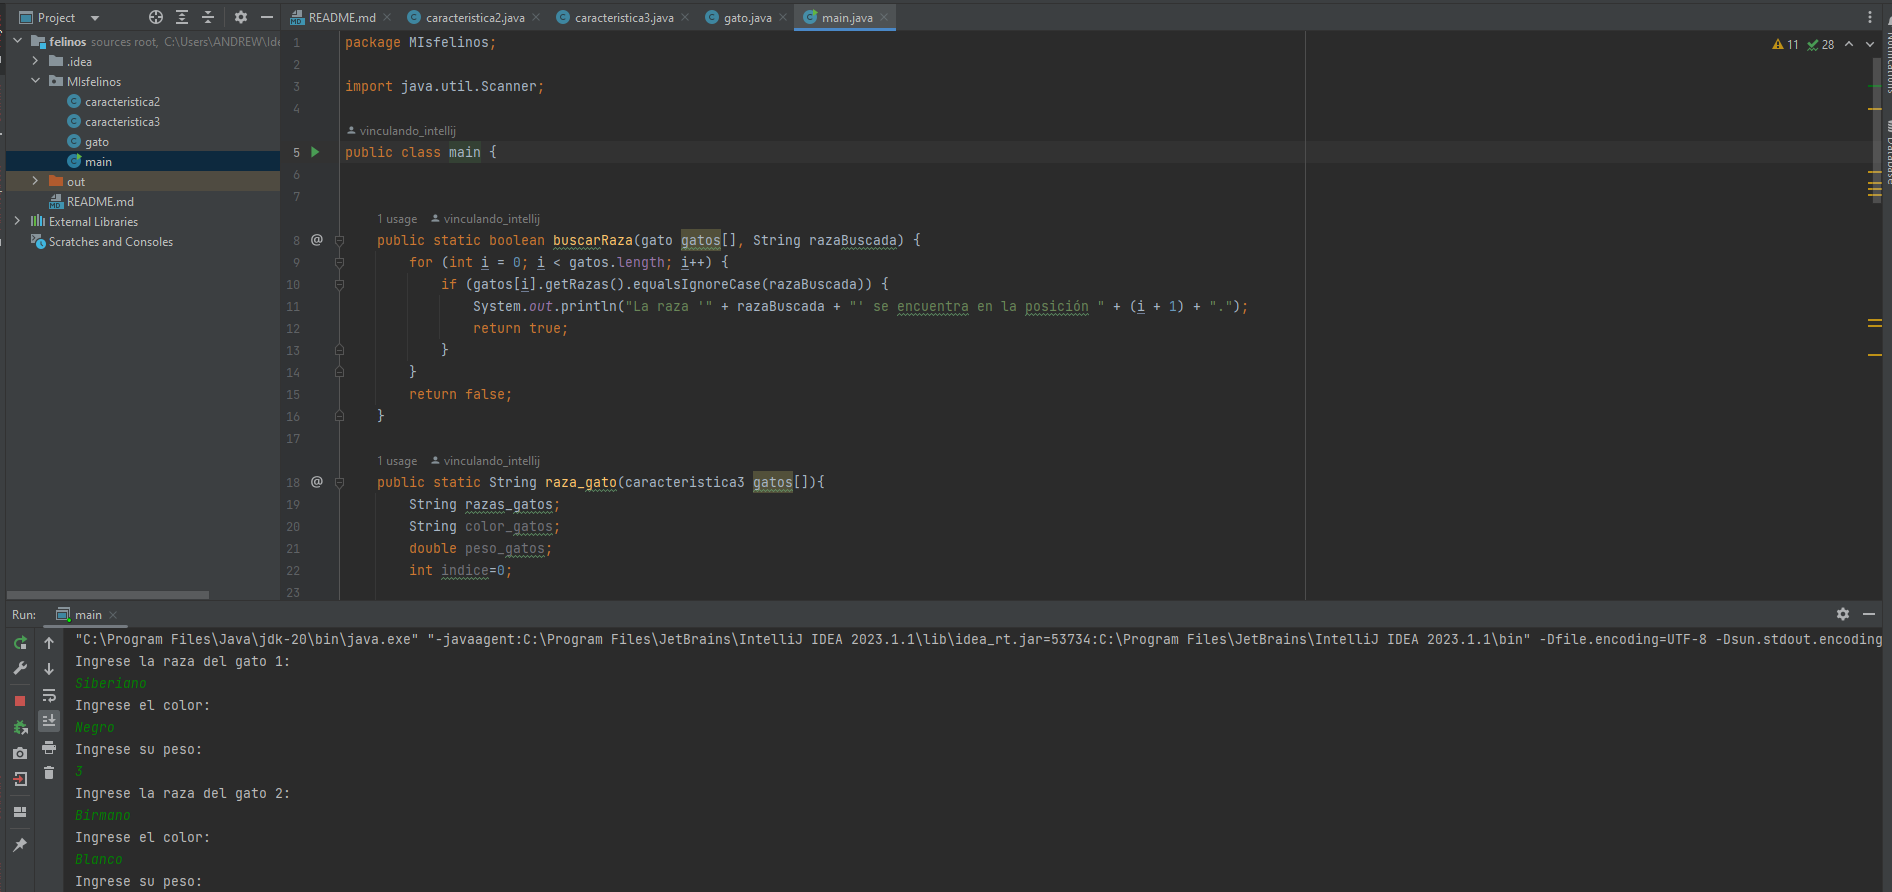 Project
README.md
caracteristica2.java
caracteristica3.java
gato.java
main.java
felinos sources root, C:\Users\ANDREW\Ide
.idea
MIsfelinos
caracteristica2
caracteristica3
gato
main
out
README.md
External Libraries
Scratches and Consoles
11 28
1 package MIsfelinos;
2
3 import java.util.Scanner;
4
vinculando_intellij
5 public class main {
6
7
1 usage vinculando_intellij
8 @ public static boolean buscarRaza(gato gatos[], String razaBuscada) {
9 for (int i = 0; i < gatos.length; i++) {
10 if (gatos[i].getRazas().equalsIgnoreCase(razaBuscada)) {
11 System.out.println("La raza '" + razaBuscada + "' se encuentra en la posición " + (i + 1) + ".");
12 return true;
13 }
14 }
15 return false;
16 }
17
1 usage vinculando_intellij
18 @ public static String raza_gato(caracteristica3 gatos[]){
19 String razas_gatos;
20 String color_gatos;
21 double peso_gatos;
22 int indice=0;
23
Notifications
Database
Run: main
"C:\Program Files\Java\jdk-20\bin\java.exe" "-javaagent:C:\Program Files\JetBrains\IntelliJ IDEA 2023.1.1\lib\idea_rt.jar=53734:C:\Program Files\JetBrains\IntelliJ IDEA 2023.1.1\bin" -Dfile.encoding=UTF-8 -Dsun.stdout.encoding
Ingrese la raza del gato 1:
Siberiano
Ingrese el color:
Negro
Ingrese su peso:
3
Ingrese la raza del gato 2:
Birmano
Ingrese el color:
Blanco
Ingrese su peso: